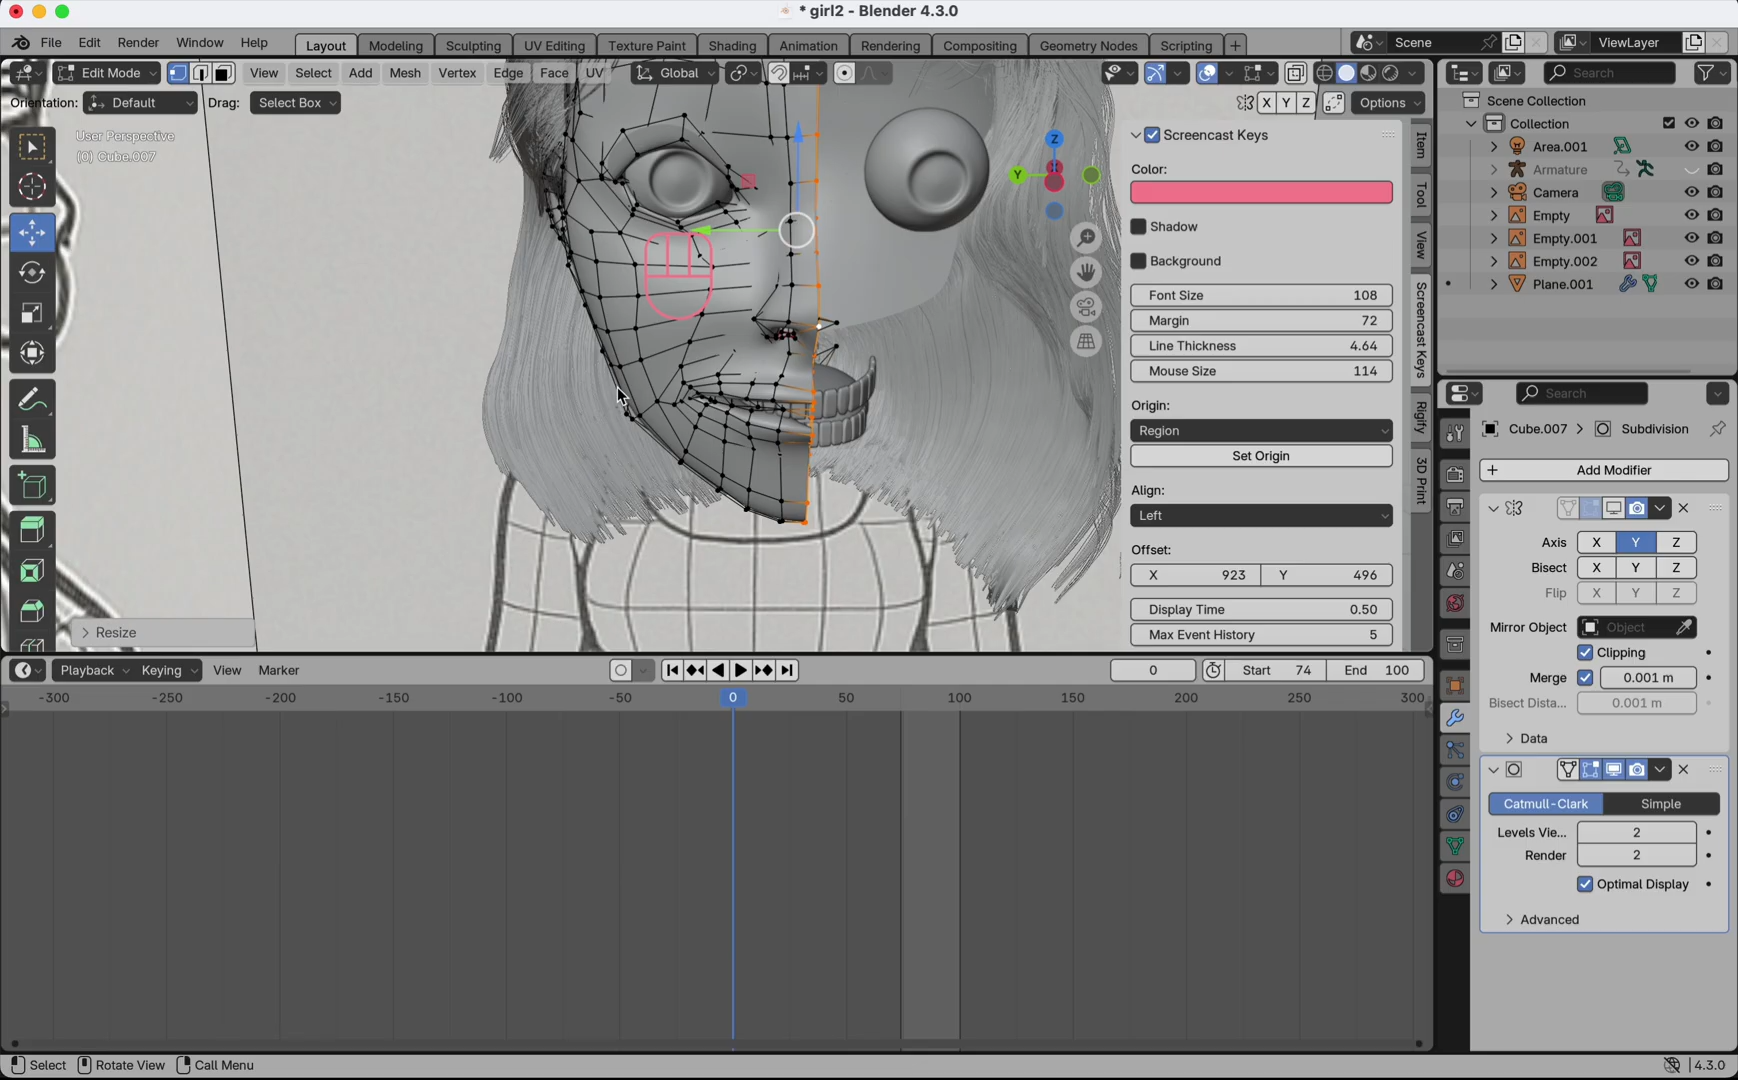 * girl2 - Blender 4.3.0
File Edit Render Window Help Layout Modeling Sculpting UV Editing Texture Paint Shading Animation Rendering Compositing Geometry Nodes Scripting + Scene ViewLayer
Edit Mode View Select Add Mesh Vertex Edge Face UV Global Search
Orientation: Default Drag: Select Box X Y Z Options
User Perspective
(0) Cube.007
Screencast Keys
Color:
Shadow
Background
Font Size 108
Margin 72
Line Thickness 4.64
Mouse Size 114
Origin:
Region
Set Origin
Align:
Left
Offset:
X 923 Y 496
Display Time 0.50
Max Event History 5
Z
Y
Item
Tool
View
Screencast Keys
Rigify
3D Print
Resize
Scene Collection
Collection
Area.001
Armature
Camera
Empty
Empty.001
Empty.002
Plane.001
Search
Cube.007 > Subdivision
+ Add Modifier
Axis X Y Z
Bisect X Y Z
Flip X Y Z
Mirror Object Object
Clipping
Merge 0.001 m
Bisect Dista... 0.001 m
Data
Catmull-Clark Simple
Levels Vie... 2
Render 2
Optimal Display
Advanced
Playback Keying View Marker 0 Start 74 End 100
-300 -250 -200 -150 -100 -50 0 50 100 150 200 250 300
Select Rotate View Call Menu 4.3.0